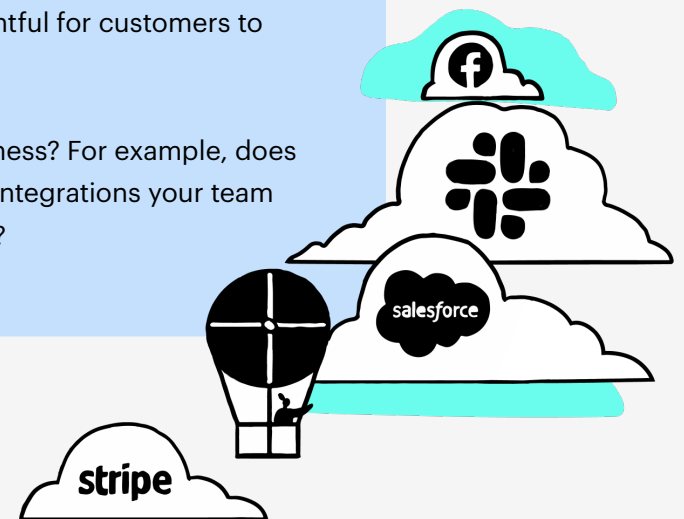 ntful for customers to
ness? For example, does
ntegrations your team
?
salesforce
stripe